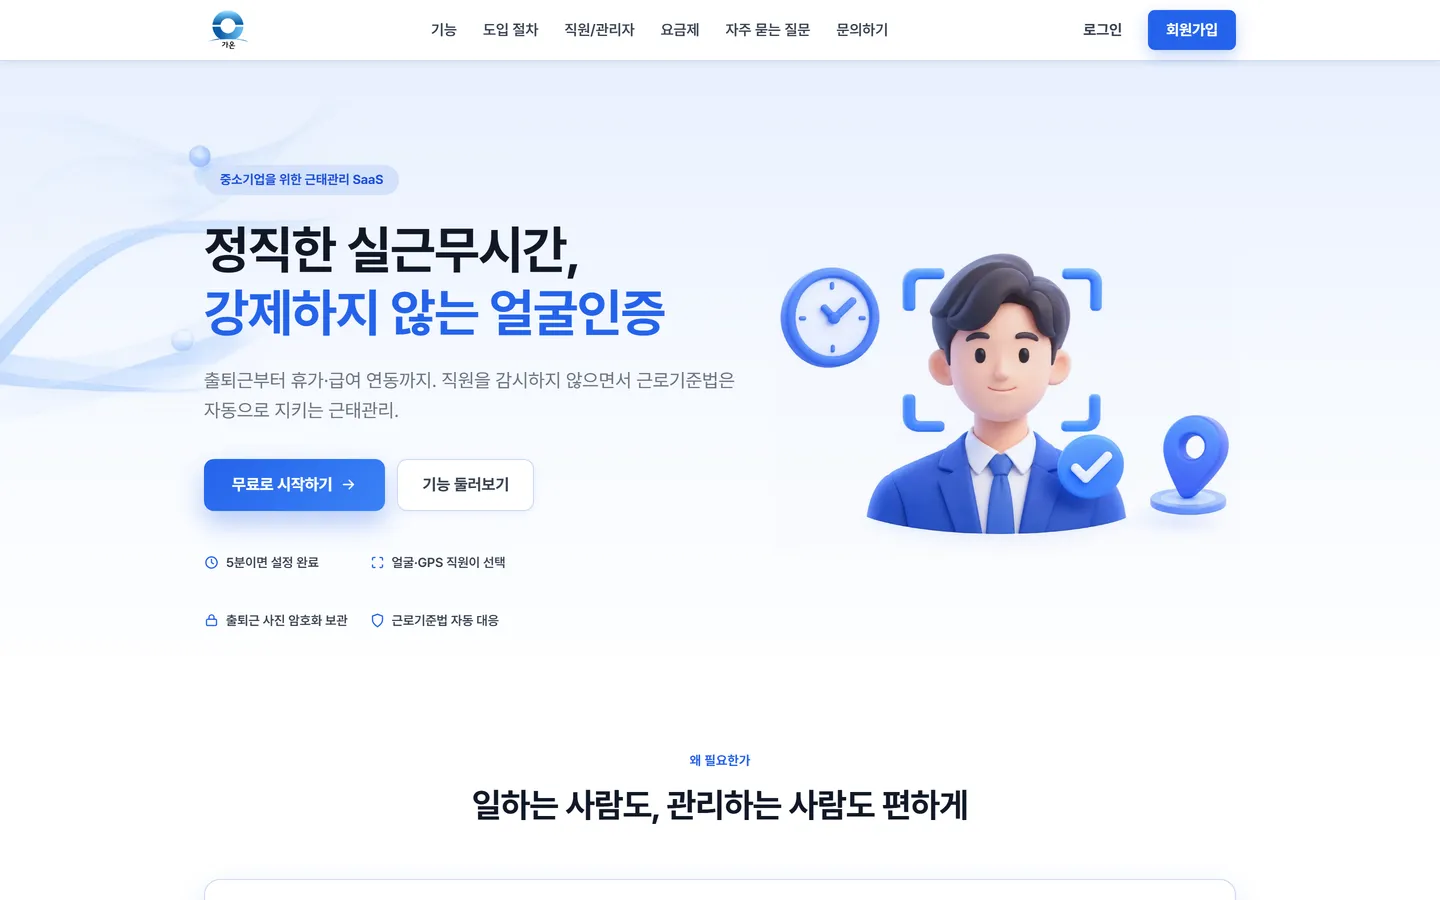 가온
기능
도입 절차
직원/관리자
요금제
자주 묻는 질문
문의하기
로그인
회원가입
중소기업을 위한 근태관리 SaaS
정직한 실근무시간,
강제하지 않는 얼굴인증
출퇴근부터 휴가·급여 연동까지. 직원을 감시하지 않으면서 근로기준법은
자동으로 지키는 근태관리.
무료로 시작하기 →
기능 둘러보기
5분이면 설정 완료
얼굴·GPS 직원이 선택
출퇴근 사진 암호화 보관
근로기준법 자동 대응
왜 필요한가
일하는 사람도, 관리하는 사람도 편하게